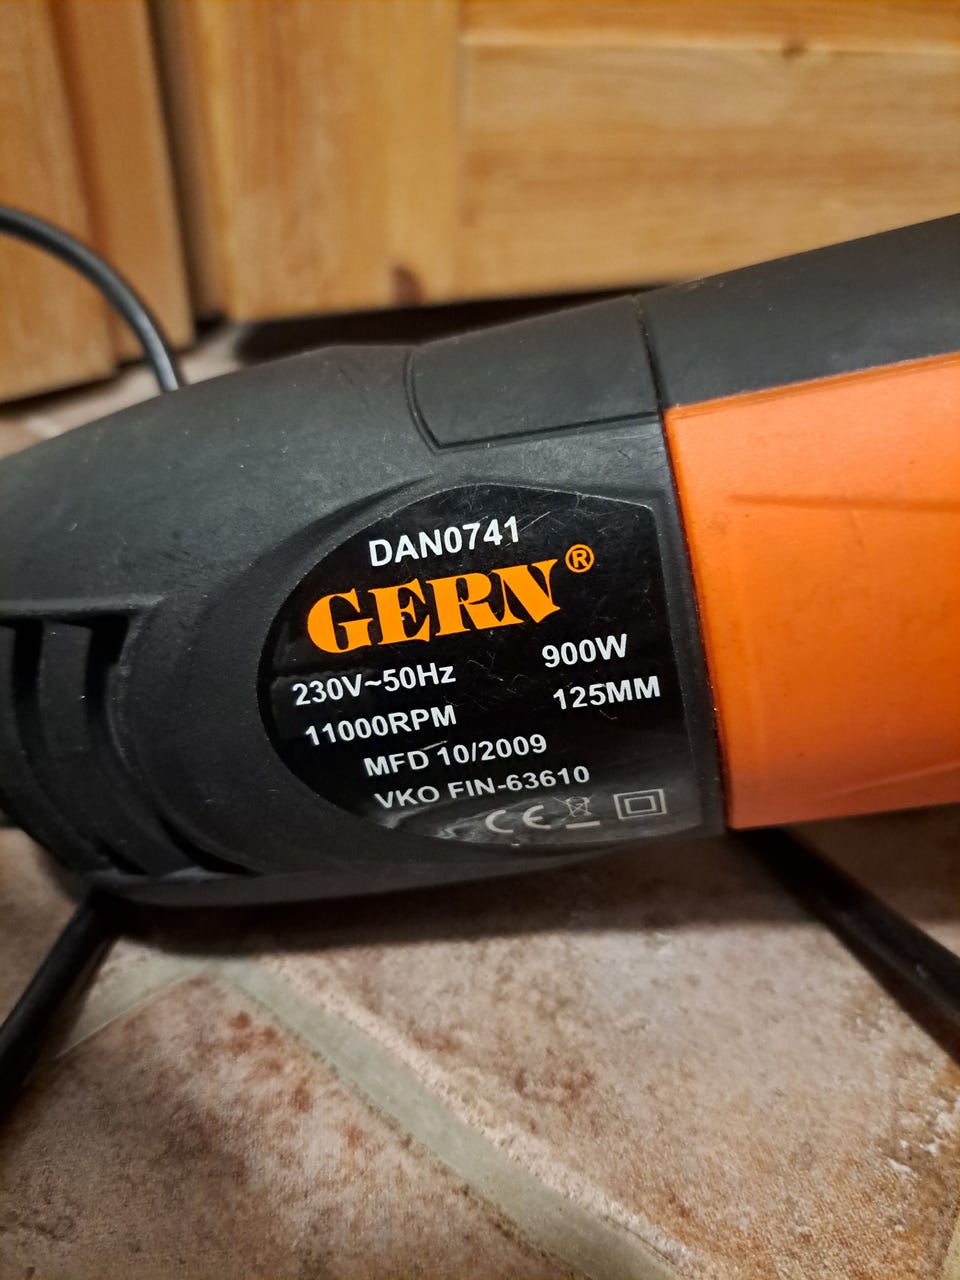 DAN0741
GERN®
230V~50Hz 900W
11000RPM 125MM
MFD 10/2009
VKO FIN-63610
CE